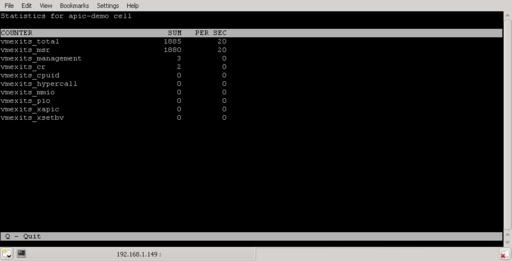 File Edit View Bookmarks Settings Help
Statistics for apic-demo cell
COUNTER SUM PER SEC
vmexits_total 1885 20
vmexits_msr 1880 20
vmexits_management 3 0
vmexits_cr 2 0
vmexits_cpuid 0 0
vmexits_hypercall 0 0
vmexits_mmio 0 0
vmexits_pio 0 0
vmexits_xapic 0 0
vmexits_xsetbv 0 0
Q - Quit
192.168.1.149 :